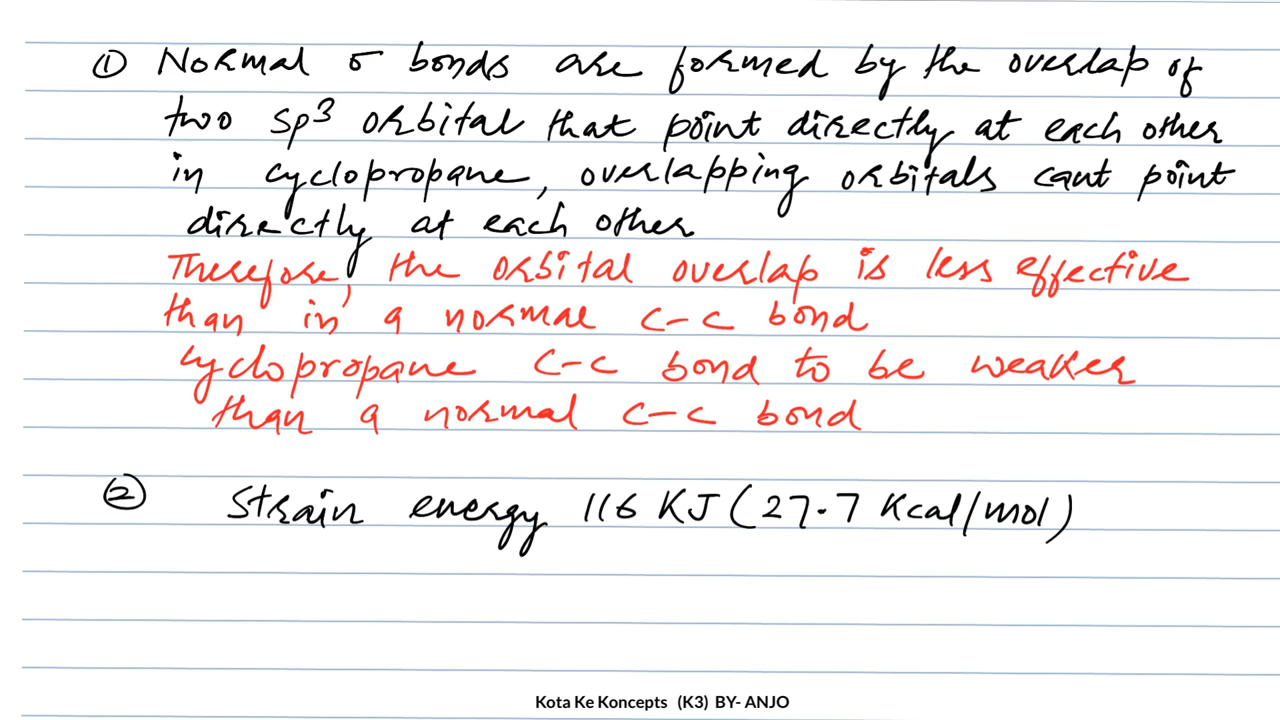 ① Normal σ bonds are formed by the overlap of
two sp³ orbital that point directly at each other
in cyclopropane, overlapping orbitals cant point
directly at each other
Therefore, the orbital overlap is less effective
than in a normal C-C bond
cyclopropane C-C bond to be weaker
than a normal C-C bond
② strain energy 116 KJ (27.7 Kcal/mol)
Kota Ke Koncepts (K3) BY- ANJO